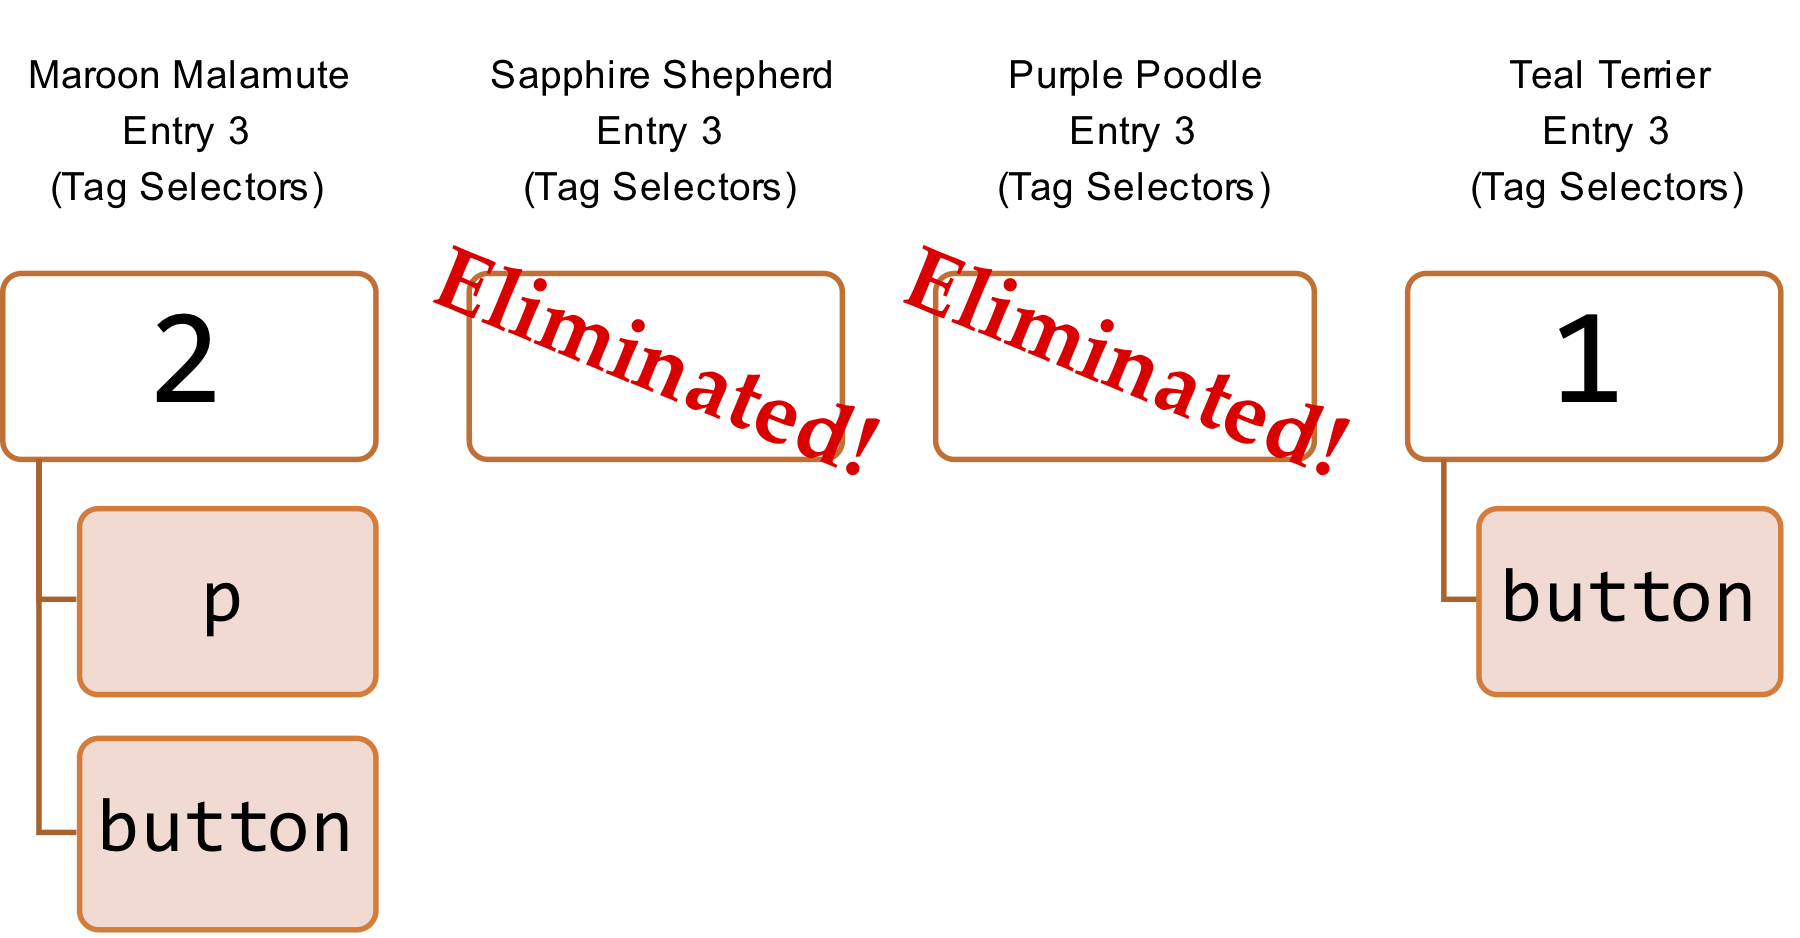 Maroon Malamute
Entry 3
(Tag Selectors)
2
p
button
Sapphire Shepherd
Entry 3
(Tag Selectors)
Eliminated!
Purple Poodle
Entry 3
(Tag Selectors)
Eliminated!
Teal Terrier
Entry 3
(Tag Selectors)
1
button